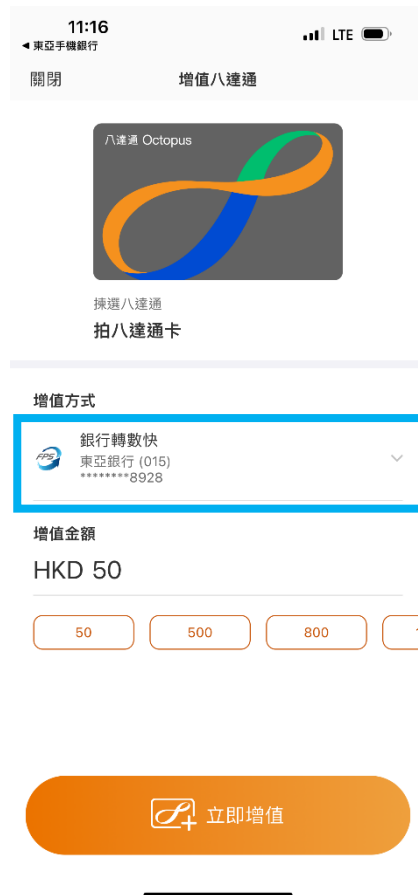 11:16
LTE
◀ 東亞手機銀行
關閉
增值八達通
八達通 Octopus
揀選八達通
拍八達通卡
增值方式
FPS
銀行轉數快
東亞銀行 (015)
********8928
增值金額
HKD 50
50
500
800
立即增值